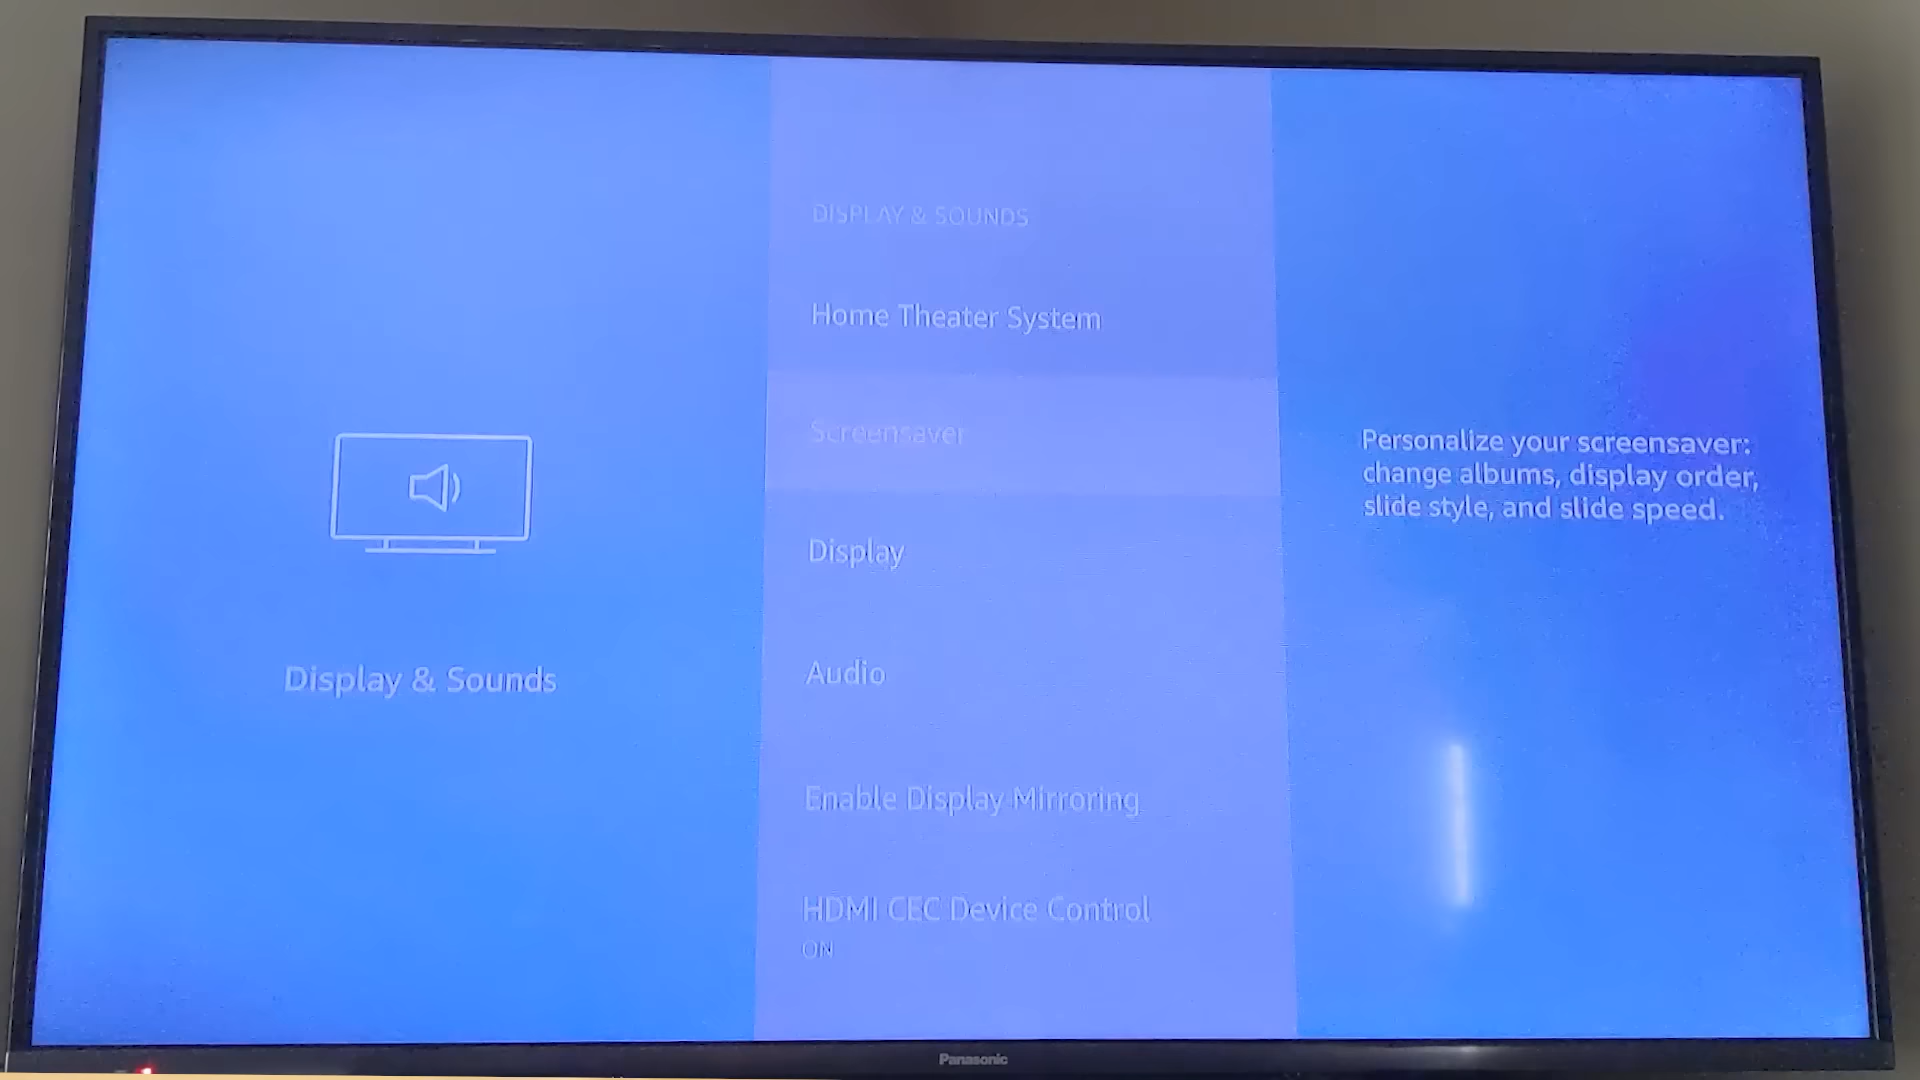 Display & Sounds
DISPLAY & SOUNDS
Home Theater System
Screensaver
Display
Audio
Enable Display Mirroring
HDMI CEC Device Control
ON
Personalize your screensaver:
change albums, display order,
slide style, and slide speed.
Panasonic